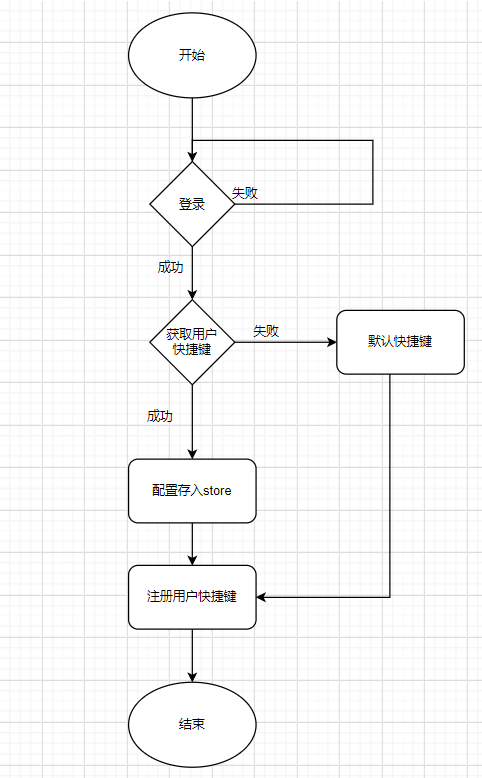 开始
登录
失败
成功
获取用户
快捷键
失败
默认快捷键
成功
配置存入store
注册用户快捷键
结束